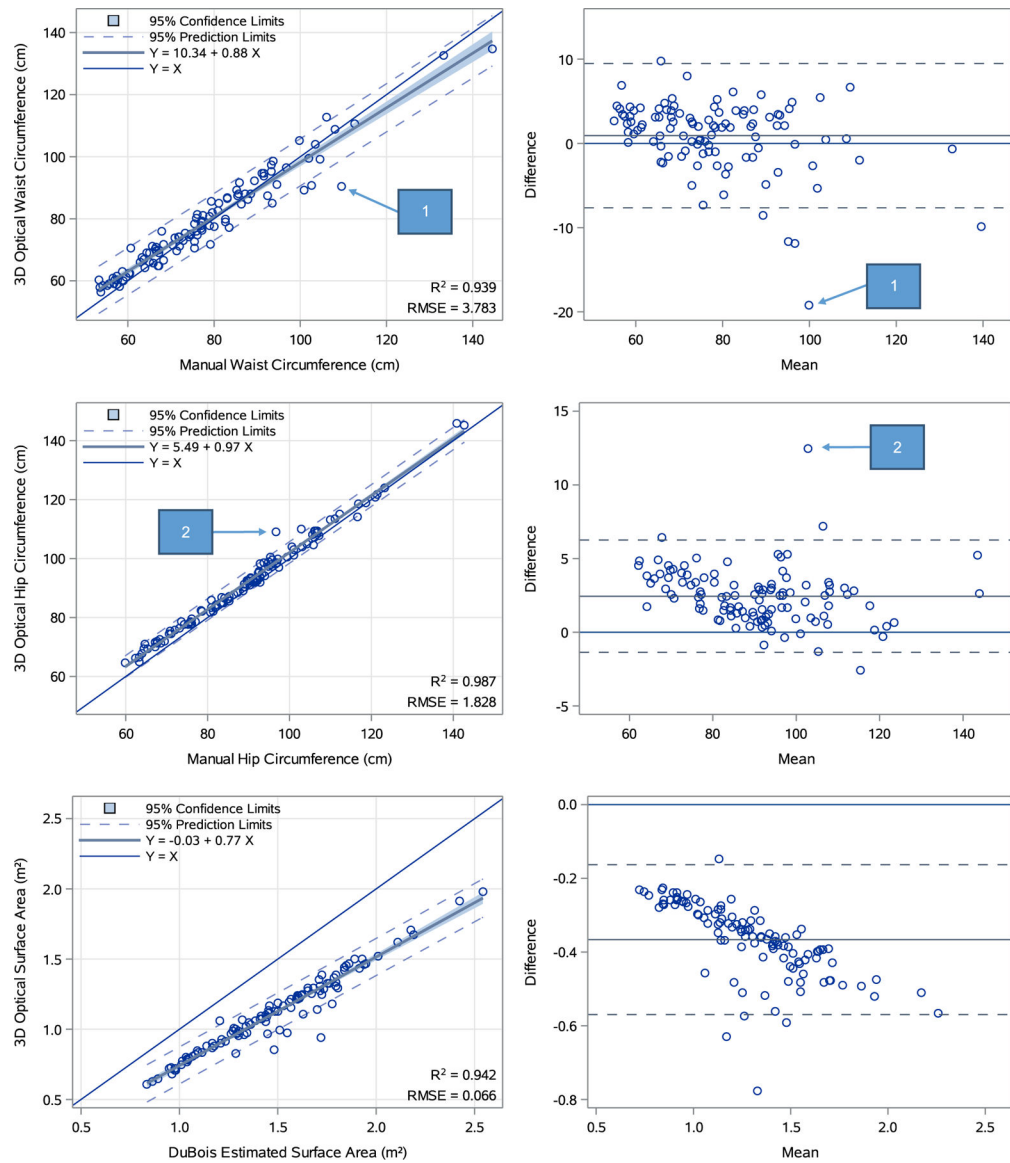 95% Confidence Limits
95% Prediction Limits
Y = 10.34 + 0.88 X
Y = X
140
120
100
80
60
3D Optical Waist Circumference (cm)
1
R² = 0.939
RMSE = 3.783
60 80 100 120 140
Manual Waist Circumference (cm)
10
0
-10
-20
Difference
1
60 80 100 120 140
Mean
95% Confidence Limits
95% Prediction Limits
Y = 5.49 + 0.97 X
Y = X
140
120
100
80
60
3D Optical Hip Circumference (cm)
2
R² = 0.987
RMSE = 1.828
60 80 100 120 140
Manual Hip Circumference (cm)
15
10
5
0
-5
Difference
2
60 80 100 120 140
Mean
95% Confidence Limits
95% Prediction Limits
Y = -0.03 + 0.77 X
Y = X
2.5
2.0
1.5
1.0
0.5
3D Optical Surface Area (m²)
R² = 0.942
RMSE = 0.066
1.0 1.5 2.0 2.5
DuBois Estimated Surface Area (m²)
0.0
-0.2
-0.4
-0.6
-0.8
Difference
0.5 1.0 1.5 2.0 2.5
Mean